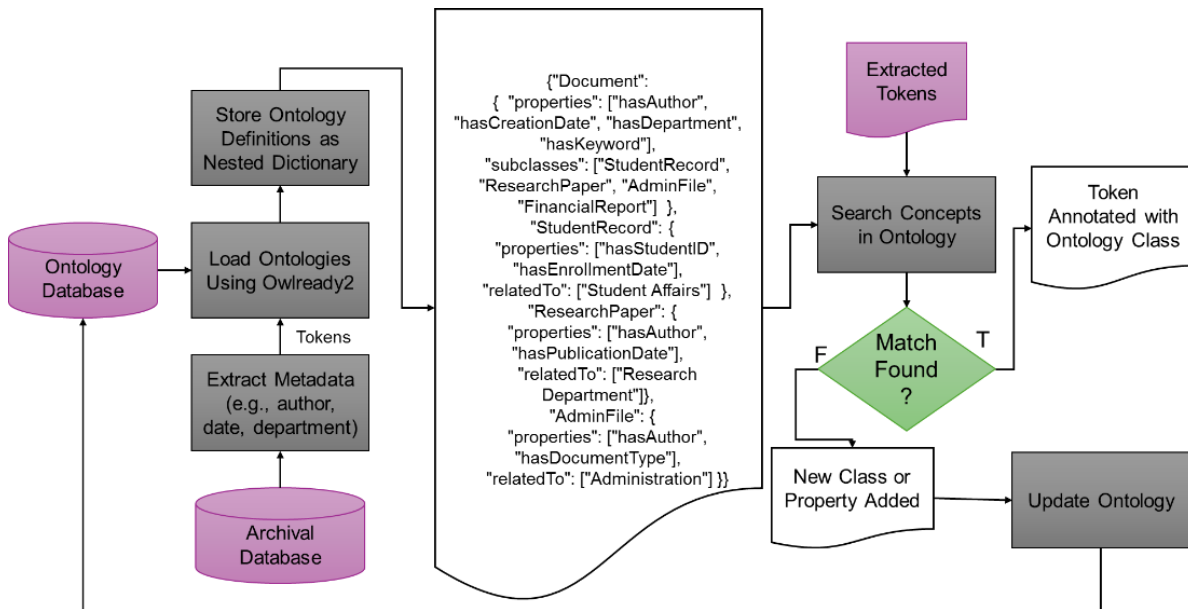 Store Ontology
Definitions as
Nested Dictionary
Ontology
Database
Load Ontologies
Using Owlready2
Tokens
Extract Metadata
(e.g., author,
date, department)
Archival
Database
{"Document":
{ "properties": ["hasAuthor",
"hasCreationDate", "hasDepartment",
"hasKeyword"],
"subclasses": ["StudentRecord",
"ResearchPaper", "AdminFile",
"FinancialReport"] },
"StudentRecord": {
"properties": ["hasStudentID",
"hasEnrollmentDate"],
"relatedTo": ["Student Affairs"] },
"ResearchPaper": {
"properties": ["hasAuthor",
"hasPublicationDate"],
"relatedTo": ["Research
Department"]},
"AdminFile": {
"properties": ["hasAuthor",
"hasDocumentType"],
"relatedTo": ["Administration"] }}
Extracted
Tokens
Search Concepts
in Ontology
Token
Annotated with
Ontology Class
F
Match
Found
?
T
New Class or
Property Added
Update Ontology